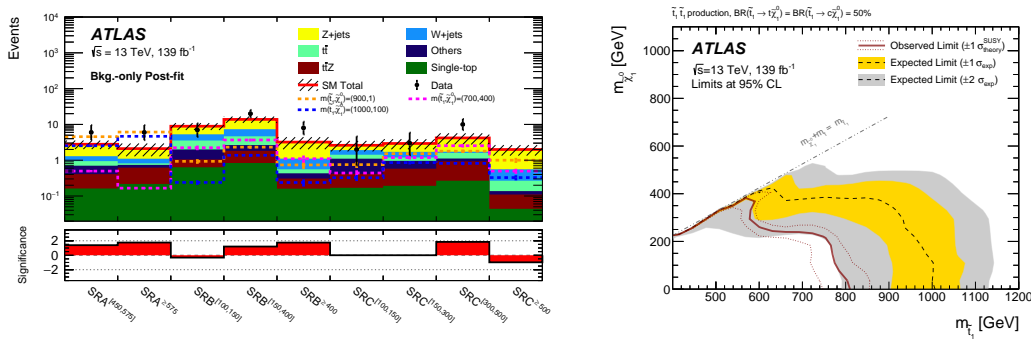 Events
10⁴
10³
10²
10
1
10⁻¹
ATLAS
√s = 13 TeV, 139 fb⁻¹
Bkg.-only Post-fit
Z+jets
W+jets
tt̄
Others
tt̄Z
Single-top
SM Total
Data
m(t̃₁,χ̃₁⁰)=(900,1)
m(t̃₁,χ̃₁⁰)=(700,400)
m(t̃₁,χ̃₁⁰)=(1000,100)
Significance
2
0
−2
SRA[450,575]
SRA≥575
SRB[100,150]
SRB[150,400]
SRB≥400
SRC[100,150]
SRC[150,300]
SRC[300,500]
SRC≥500
t̃₁ t̃₁ production, BR(t̃₁ → tχ̃₁⁰) = BR(t̃₁ → cχ̃₁⁰) = 50%
m χ̃₁⁰ [GeV]
1000
800
600
400
200
0
ATLAS
√s=13 TeV, 139 fb⁻¹
Limits at 95% CL
Observed Limit (±1 σ SUSY theory)
Expected Limit (±1 σexp)
Expected Limit (±2 σexp)
400
500
600
700
800
900
1000
1100
1200
m t̃₁ [GeV]